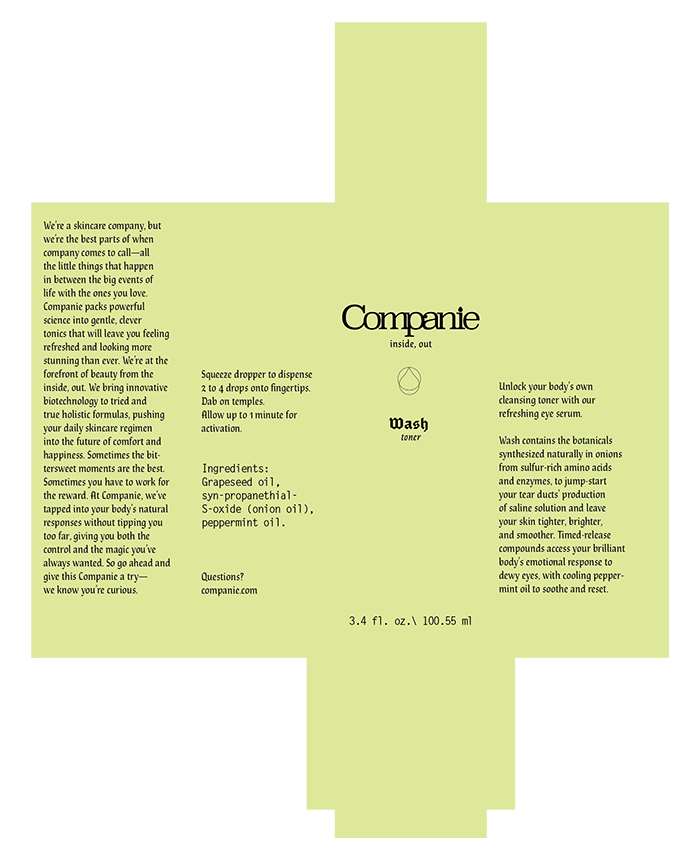 We're a skincare company, but
we're the best parts of when
company comes to call—all
the little things that happen
in between the big events of
life with the ones you love.
Companie packs powerful
science into gentle, clever
tonics that will leave you feeling
refreshed and looking more
stunning than ever. We're at the
forefront of beauty from the
inside, out. We bring innovative
biotechnology to tried and
true holistic formulas, pushing
your daily skincare regimen
into the future of comfort and
happiness. Sometimes the bit-
tersweet moments are the best.
Sometimes you have to work for
the reward. At Companie, we've
tapped into your body's natural
responses without tipping you
too far, giving you both the
control and the magic you've
always wanted. So go ahead and
give this Companie a try—
we know you're curious.
Squeeze dropper to dispense
2 to 4 drops onto fingertips.
Dab on temples.
Allow up to 1 minute for
activation.
Ingredients:
Grapeseed oil,
syn-propanethial-
S-oxide (onion oil),
peppermint oil.
Questions?
companie.com
Companie
inside, out
Wash
toner
3.4 fl. oz.\ 100.55 ml
Unlock your body's own
cleansing toner with our
refreshing eye serum.
Wash contains the botanicals
synthesized naturally in onions
from sulfur-rich amino acids
and enzymes, to jump-start
your tear ducts' production
of saline solution and leave
your skin tighter, brighter,
and smoother. Timed-release
compounds access your brilliant
body's emotional response to
dewy eyes, with cooling pepper-
mint oil to soothe and reset.